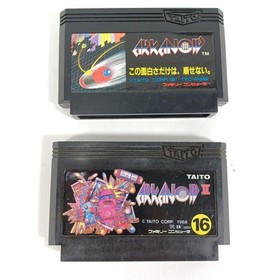 TAITO
ARKANOID
TM
この面白さだけは、壊せない。
ファミリーコンピュータ
TAITO
TAITO
ARKANOID II
© TAITO CORP. 1988
16
ファミリーコンピュータ